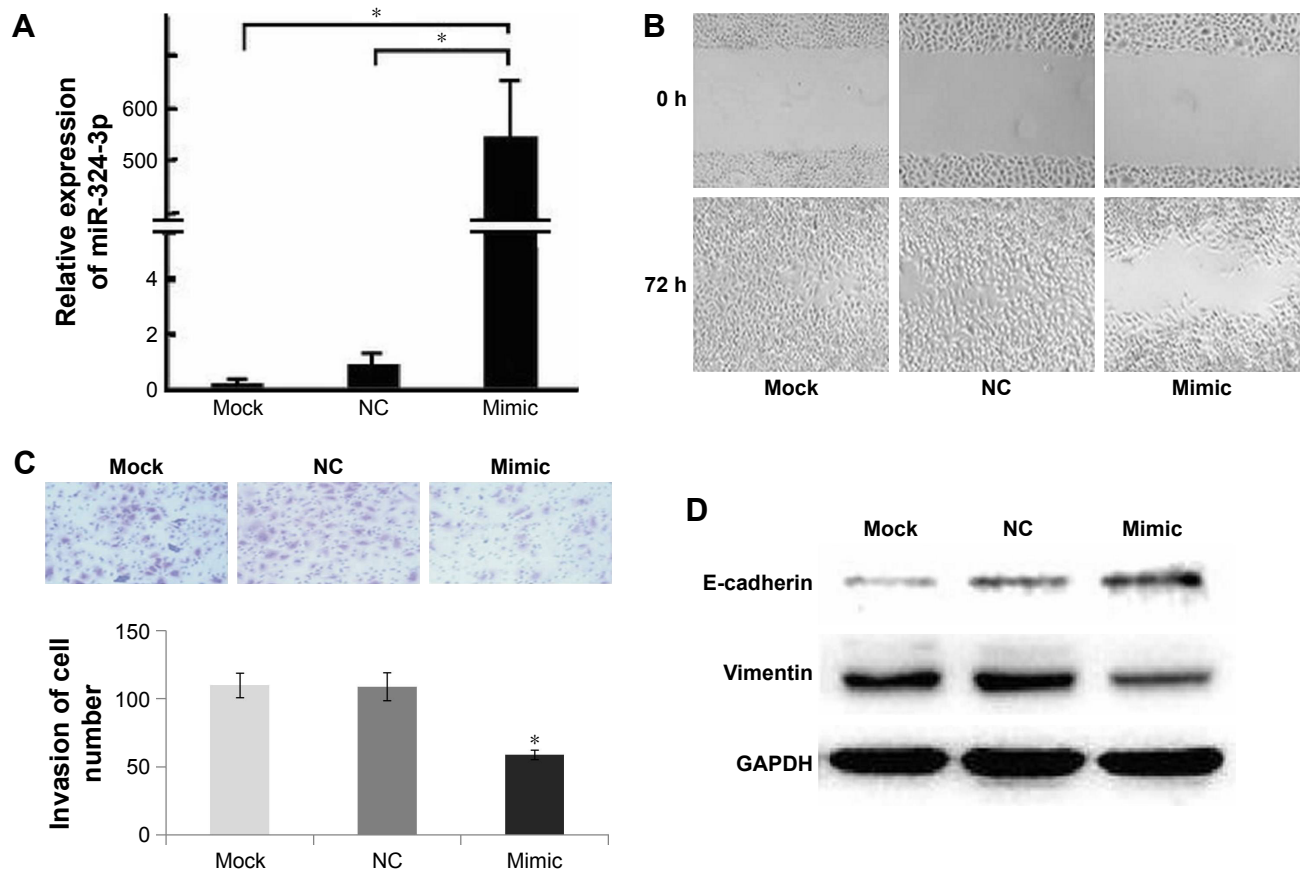 A
Relative expression
of miR-324-3p
600
500
4
2
0
*
*
Mock NC Mimic
B
0 h
72 h
Mock NC Mimic
C
Mock NC Mimic
Invasion of cell
number
150
100
50
0
*
Mock NC Mimic
D
Mock NC Mimic
E-cadherin
Vimentin
GAPDH